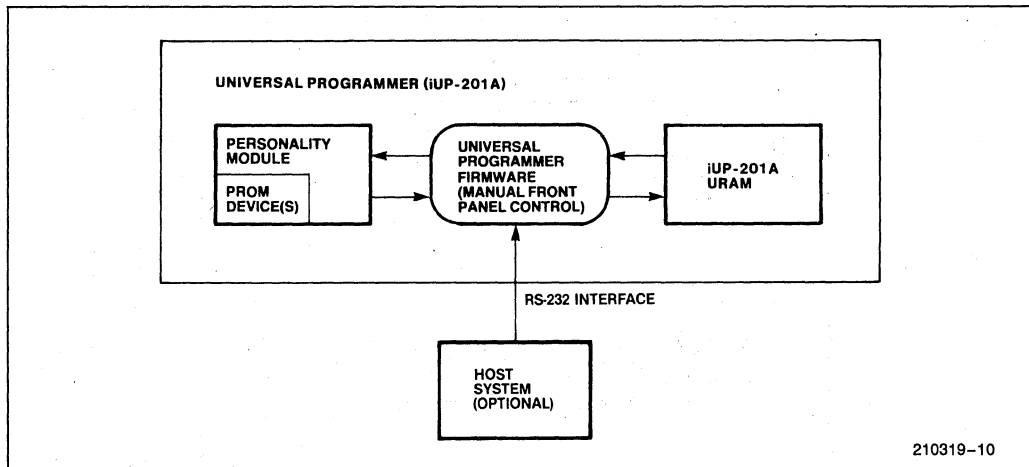 UNIVERSAL PROGRAMMER (iUP-201A)
PERSONALITY
MODULE
PROM
DEVICE(S)
UNIVERSAL
PROGRAMMER
FIRMWARE
(MANUAL FRONT
PANEL CONTROL)
iUP-201A
URAM
RS-232 INTERFACE
HOST
SYSTEM
(OPTIONAL)
210319-10